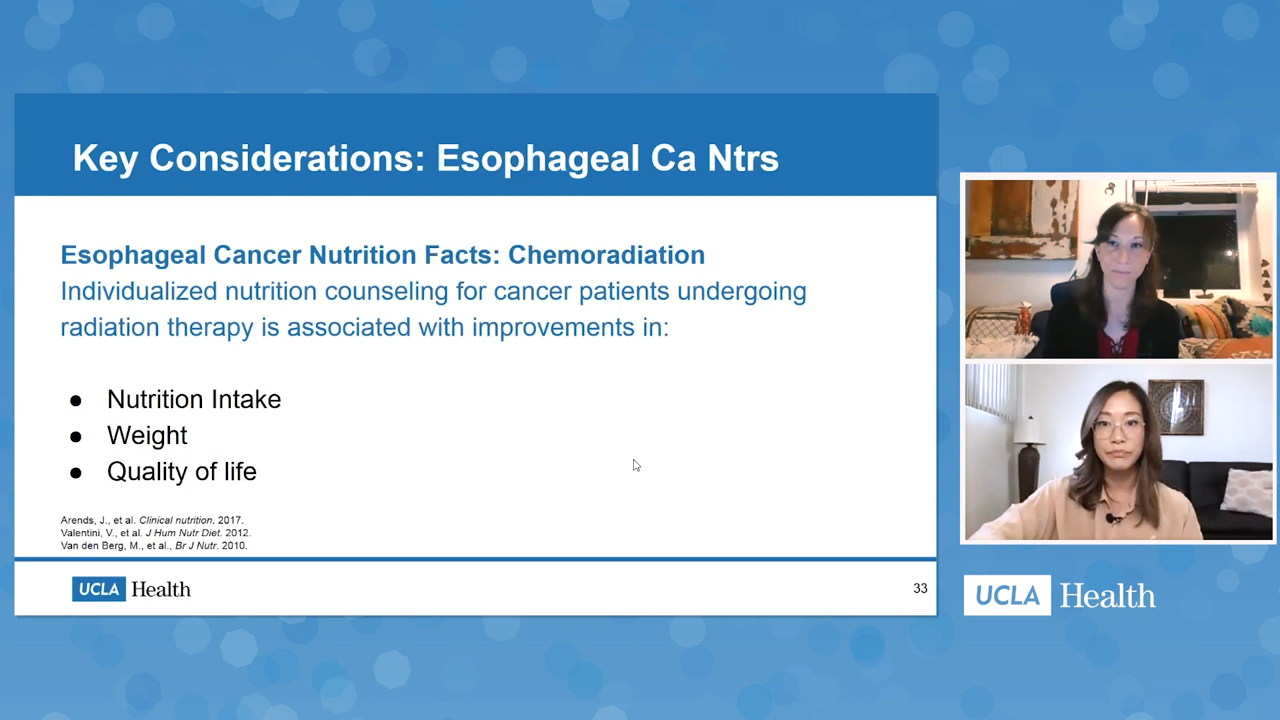 Key Considerations: Esophageal Ca Ntrs
Esophageal Cancer Nutrition Facts: Chemoradiation
Individualized nutrition counseling for cancer patients undergoing
radiation therapy is associated with improvements in:
● Nutrition Intake
● Weight
● Quality of life
Arends, J., et al. Clinical nutrition. 2017.
Valentini, V., et al. J Hum Nutr Diet. 2012.
Van den Berg, M., et al., Br J Nutr. 2010.
UCLA Health
33
UCLA Health